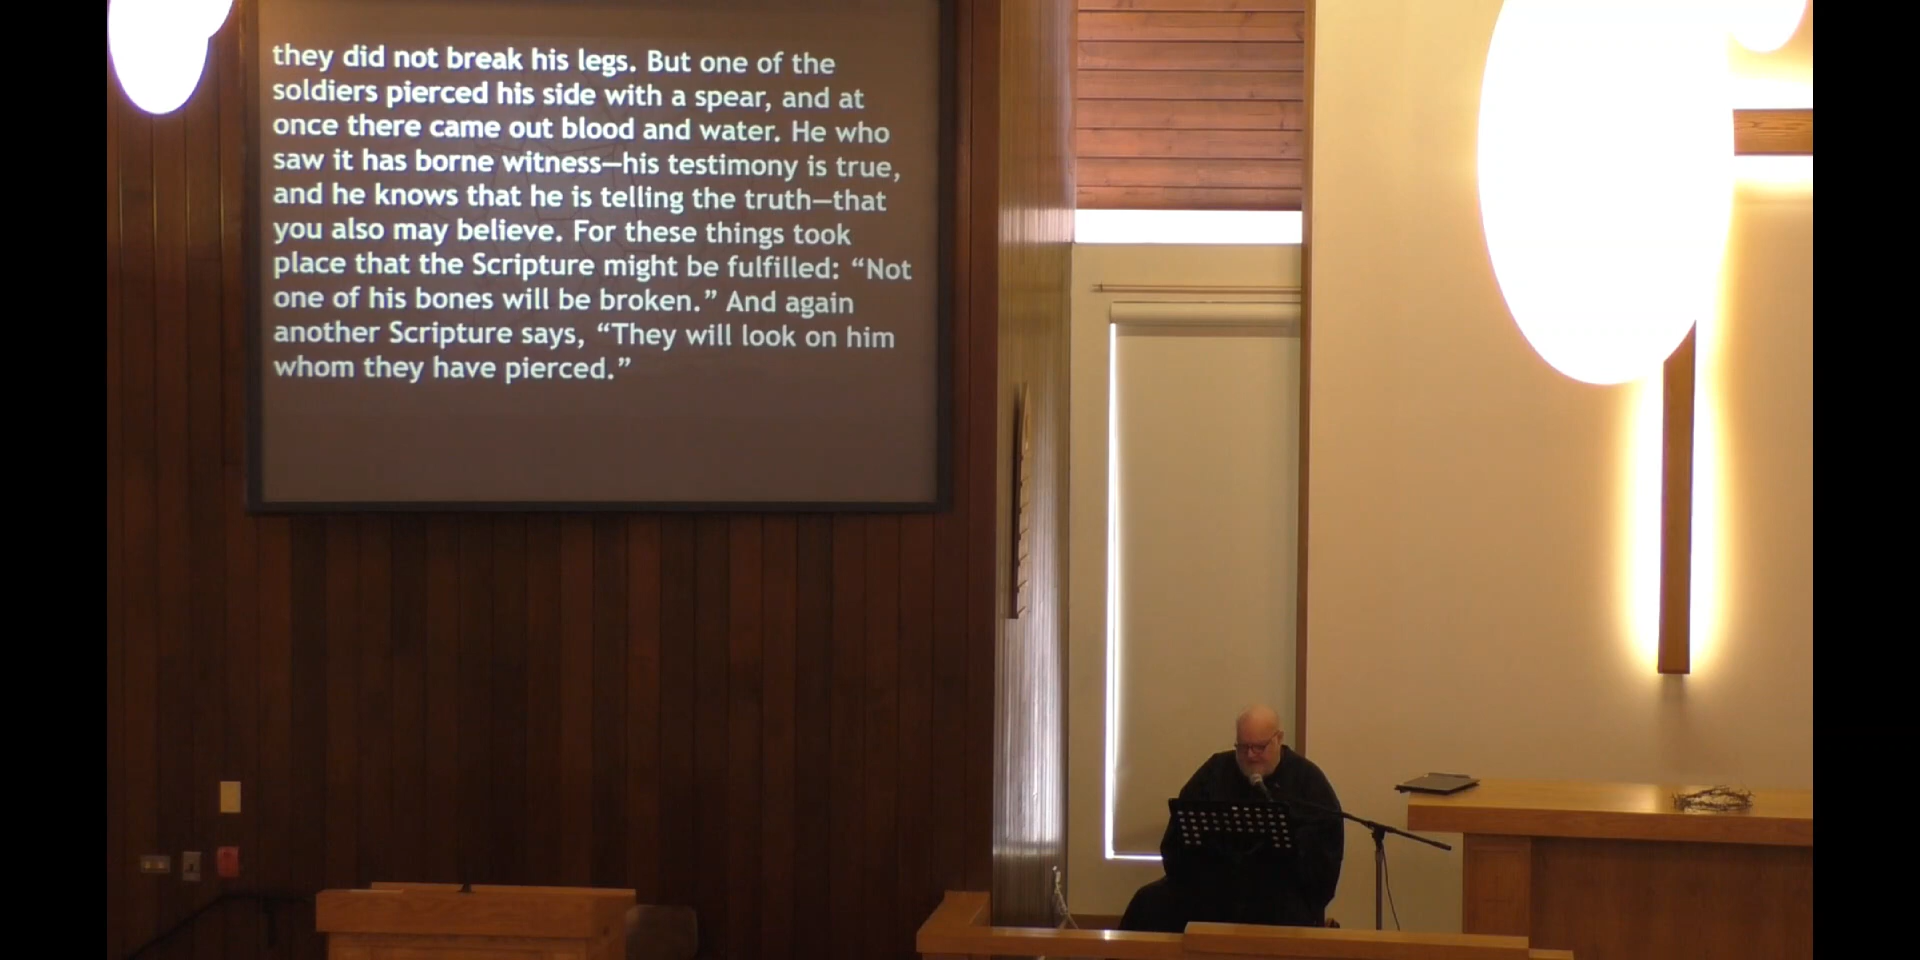 they did not break his legs. But one of the
soldiers pierced his side with a spear, and at
once there came out blood and water. He who
saw it has borne witness—his testimony is true,
and he knows that he is telling the truth—that
you also may believe. For these things took
place that the Scripture might be fulfilled: “Not
one of his bones will be broken.” And again
another Scripture says, “They will look on him
whom they have pierced.”